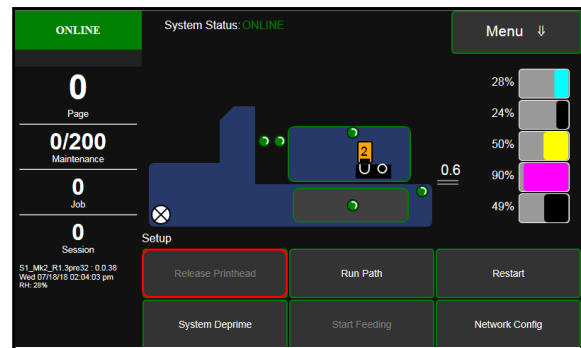 ONLINE
System Status: ONLINE
Menu ⇓
0
Page
0/200
Maintenance
0
Job
0
Session
S1_Mk2_R1.3pre32 : 0.0.38
Wed 07/18/18 02:04:03 pm
RH: 28%
2
0.6
28%
24%
50%
90%
49%
Setup
Release Printhead
Run Path
Restart
System Deprime
Start Feeding
Network Config